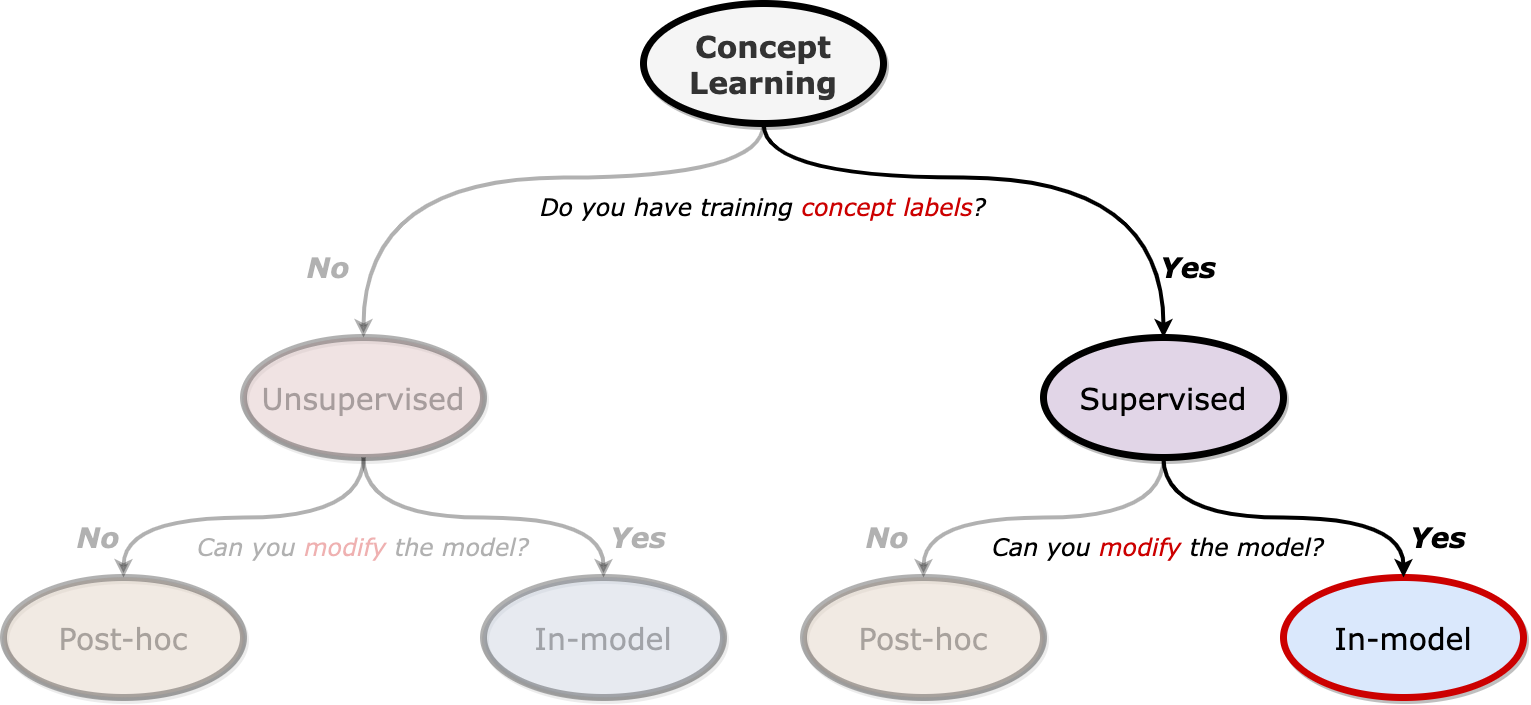 Concept
Learning
Do you have training concept labels?
No
Yes
Unsupervised
Supervised
No
Can you modify the model?
Yes
No
Can you modify the model?
Yes
Post-hoc
In-model
Post-hoc
In-model